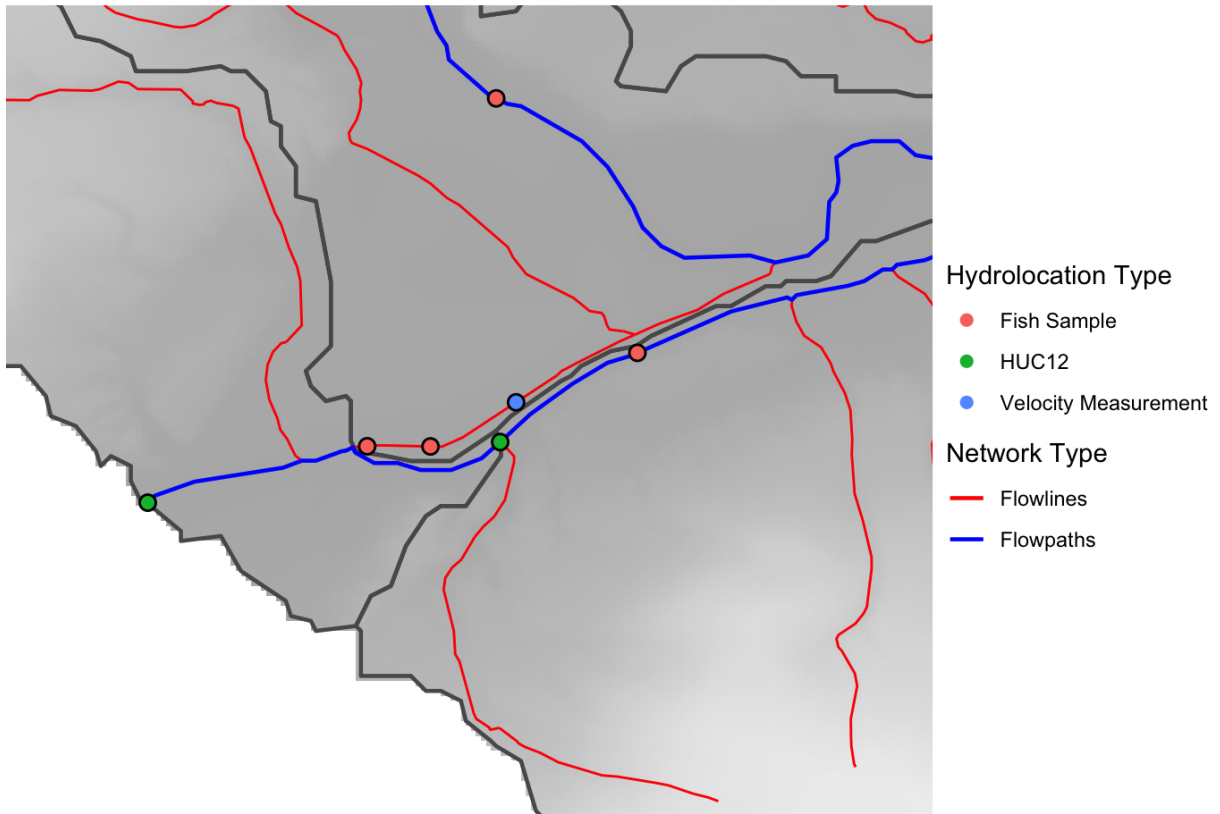 Hydrolocation Type
Fish Sample
HUC12
Velocity Measurement
Network Type
Flowlines
Flowpaths